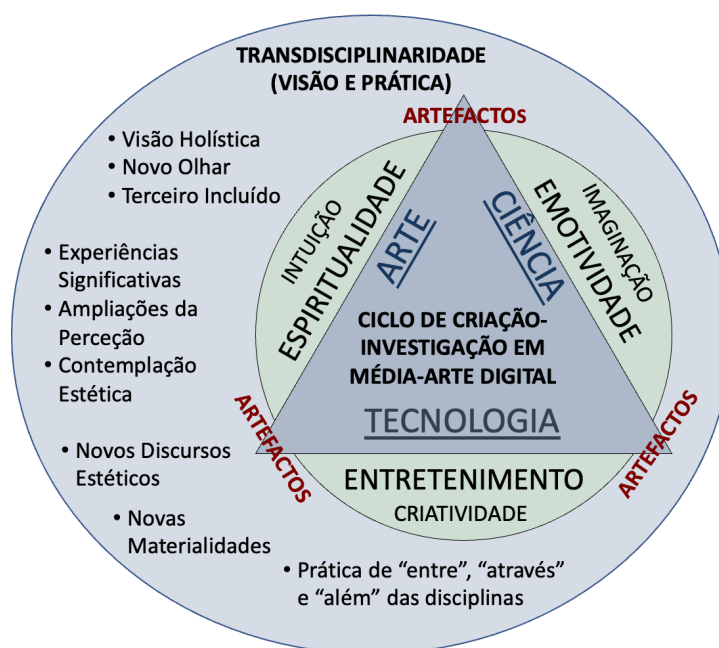 TRANSDISCIPLINARIDADE
(VISÃO E PRÁTICA)
ARTEFACTOs
• Visão Holística
• Novo Olhar
• Terceiro Incluído
INTUIÇÃO
ESPIRITUALIDADE
ARTE
CIÊNCIA
EMOTIVIDADE
IMAGINAÇÃO
• Experiências
Significativas
• Ampliações da
Perceção
• Contemplação
Estética
CICLO DE CRIAÇÃO-
INVESTIGAÇÃO EM
MÉDIA-ARTE DIGITAL
TECNOLOGIA
ARTEFACTOS
ARTEFACTOS
• Novos Discursos
Estéticos
ENTRETENIMENTO
CRIATIVIDADE
• Novas
Materialidades
• Prática de “entre”, “através”
e “além” das disciplinas